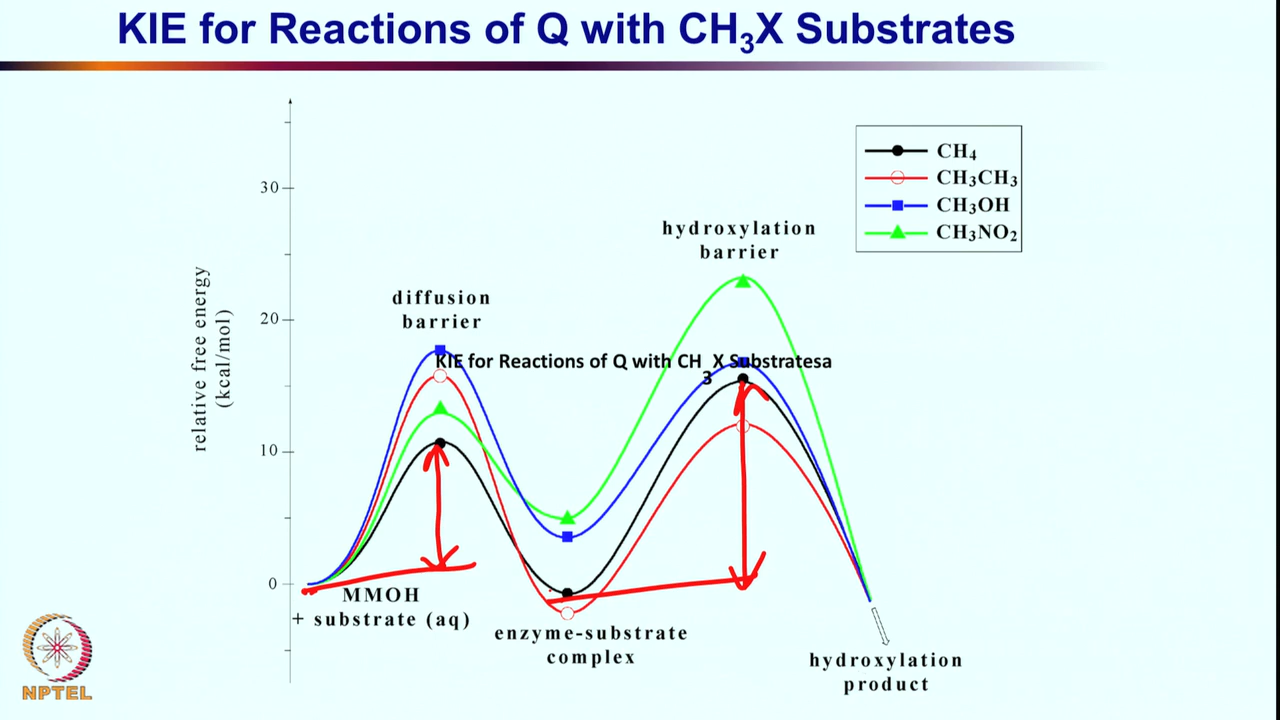 KIE for Reactions of Q with CH₃X Substrates
CH₄
CH₃CH₃
CH₃OH
CH₃NO₂
30
20
10
0
relative free energy
(kcal/mol)
hydroxylation
barrier
diffusion
barrier
KIE for Reactions of Q with CH₃X Substratesa
MMOH
+ substrate (aq)
enzyme-substrate
complex
hydroxylation
product
NPTEL